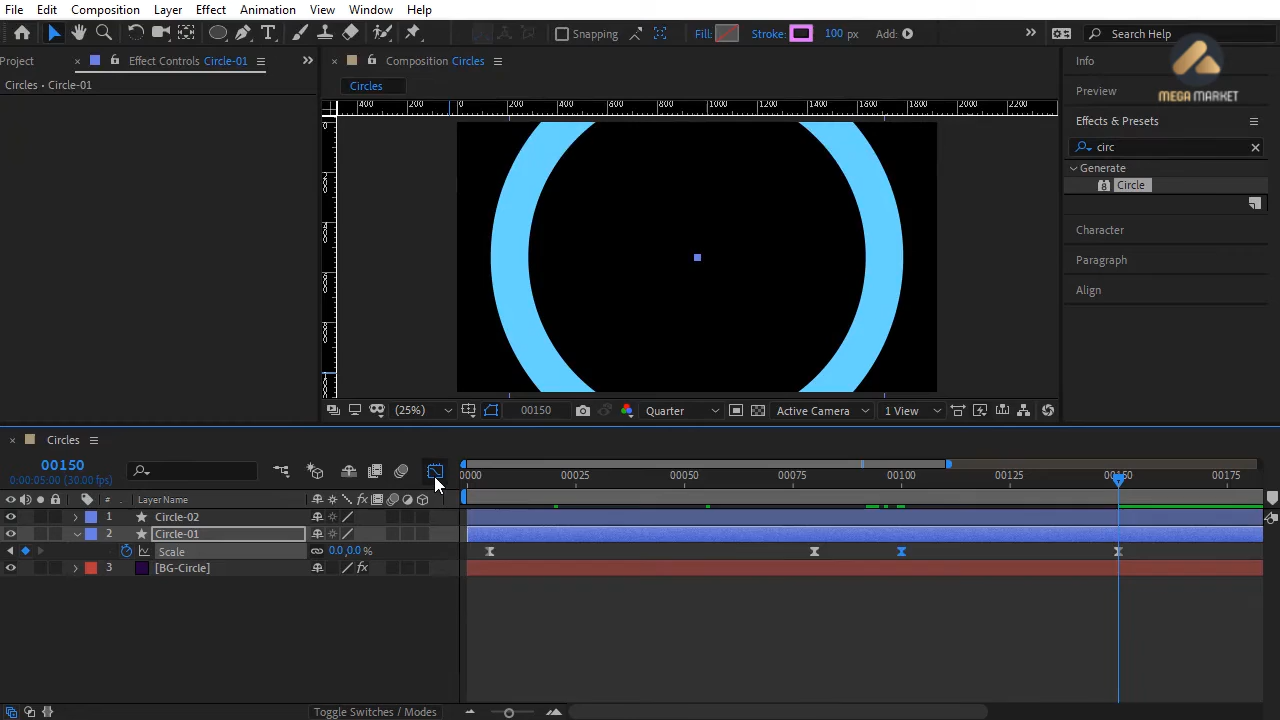 File Edit Composition Layer Effect Animation View Window Help
Snapping Fill: Stroke: 100 px Add: Search Help
Project Effect Controls Circle-01 Composition Circles Info
Circles • Circle-01 Circles Preview
MEGA MARKET
400 200 0 200 400 600 800 1000 1200 1400 1600 1800 2000 2200
Effects & Presets
circ
Generate
Circle
Character
Paragraph
Align
(25%) 00150 Quarter Active Camera 1 View
Circles
00150
0:00:05:00 (30.00 fps)
0000 00025 00050 00075 00100 00125 00150 00175
# Layer Name fx
1 Circle-02
2 Circle-01
Scale 0.0,0.0 %
3 [BG-Circle] fx
Toggle Switches / Modes